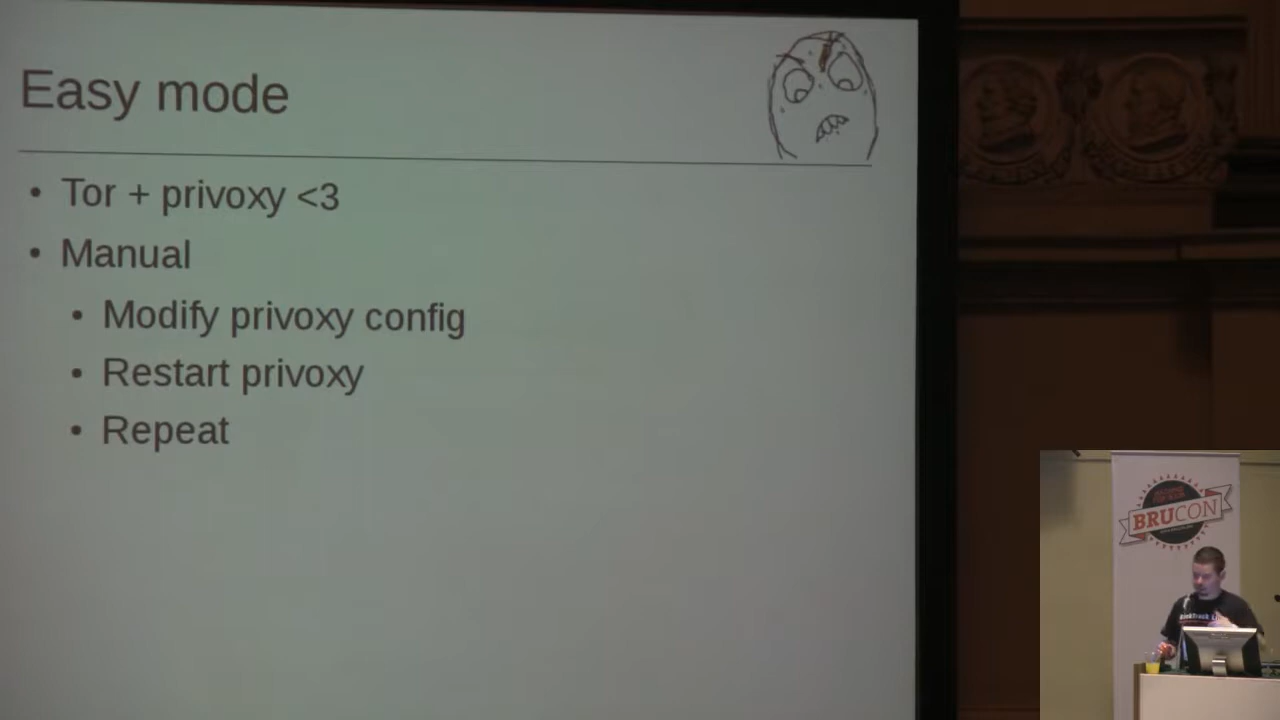 Easy mode
• Tor + privoxy <3
• Manual
• Modify privoxy config
• Restart privoxy
• Repeat
BRUCON